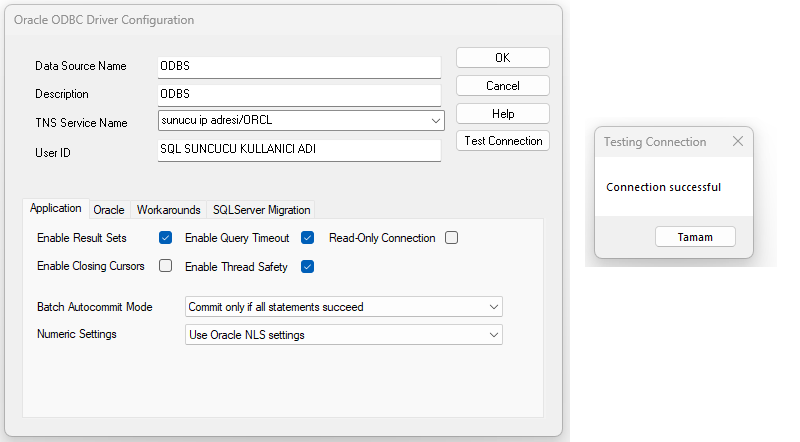 Oracle ODBC Driver Configuration
Data Source Name ODBS
OK
Description ODBS
Cancel
TNS Service Name sunucu ip adresi/ORCL
Help
User ID SQL SUNCUCU KULLANICI ADI
Test Connection
Application Oracle Workarounds SQLServer Migration
Enable Result Sets Enable Query Timeout Read-Only Connection
Enable Closing Cursors Enable Thread Safety
Batch Autocommit Mode Commit only if all statements succeed
Numeric Settings Use Oracle NLS settings
Testing Connection
Connection successful
Tamam